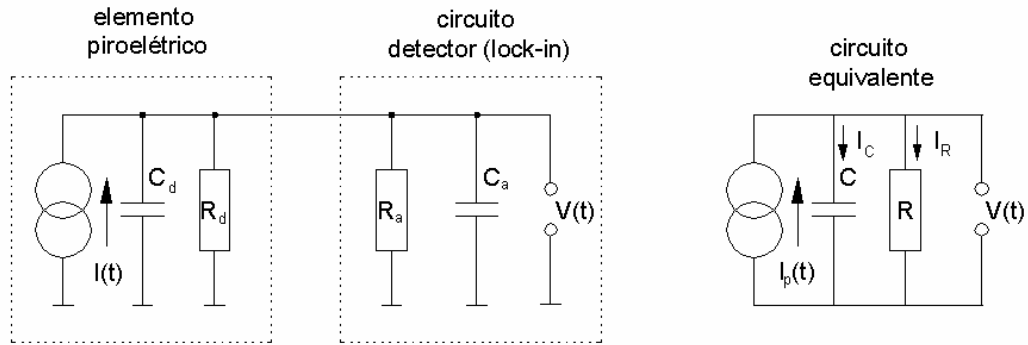 elemento
piroelétrico
circuito
detector (lock-in)
circuito
equivalente
I(t)
C d
R d
R a
C a
V(t)
I p (t)
I C
C
I R
R
V(t)